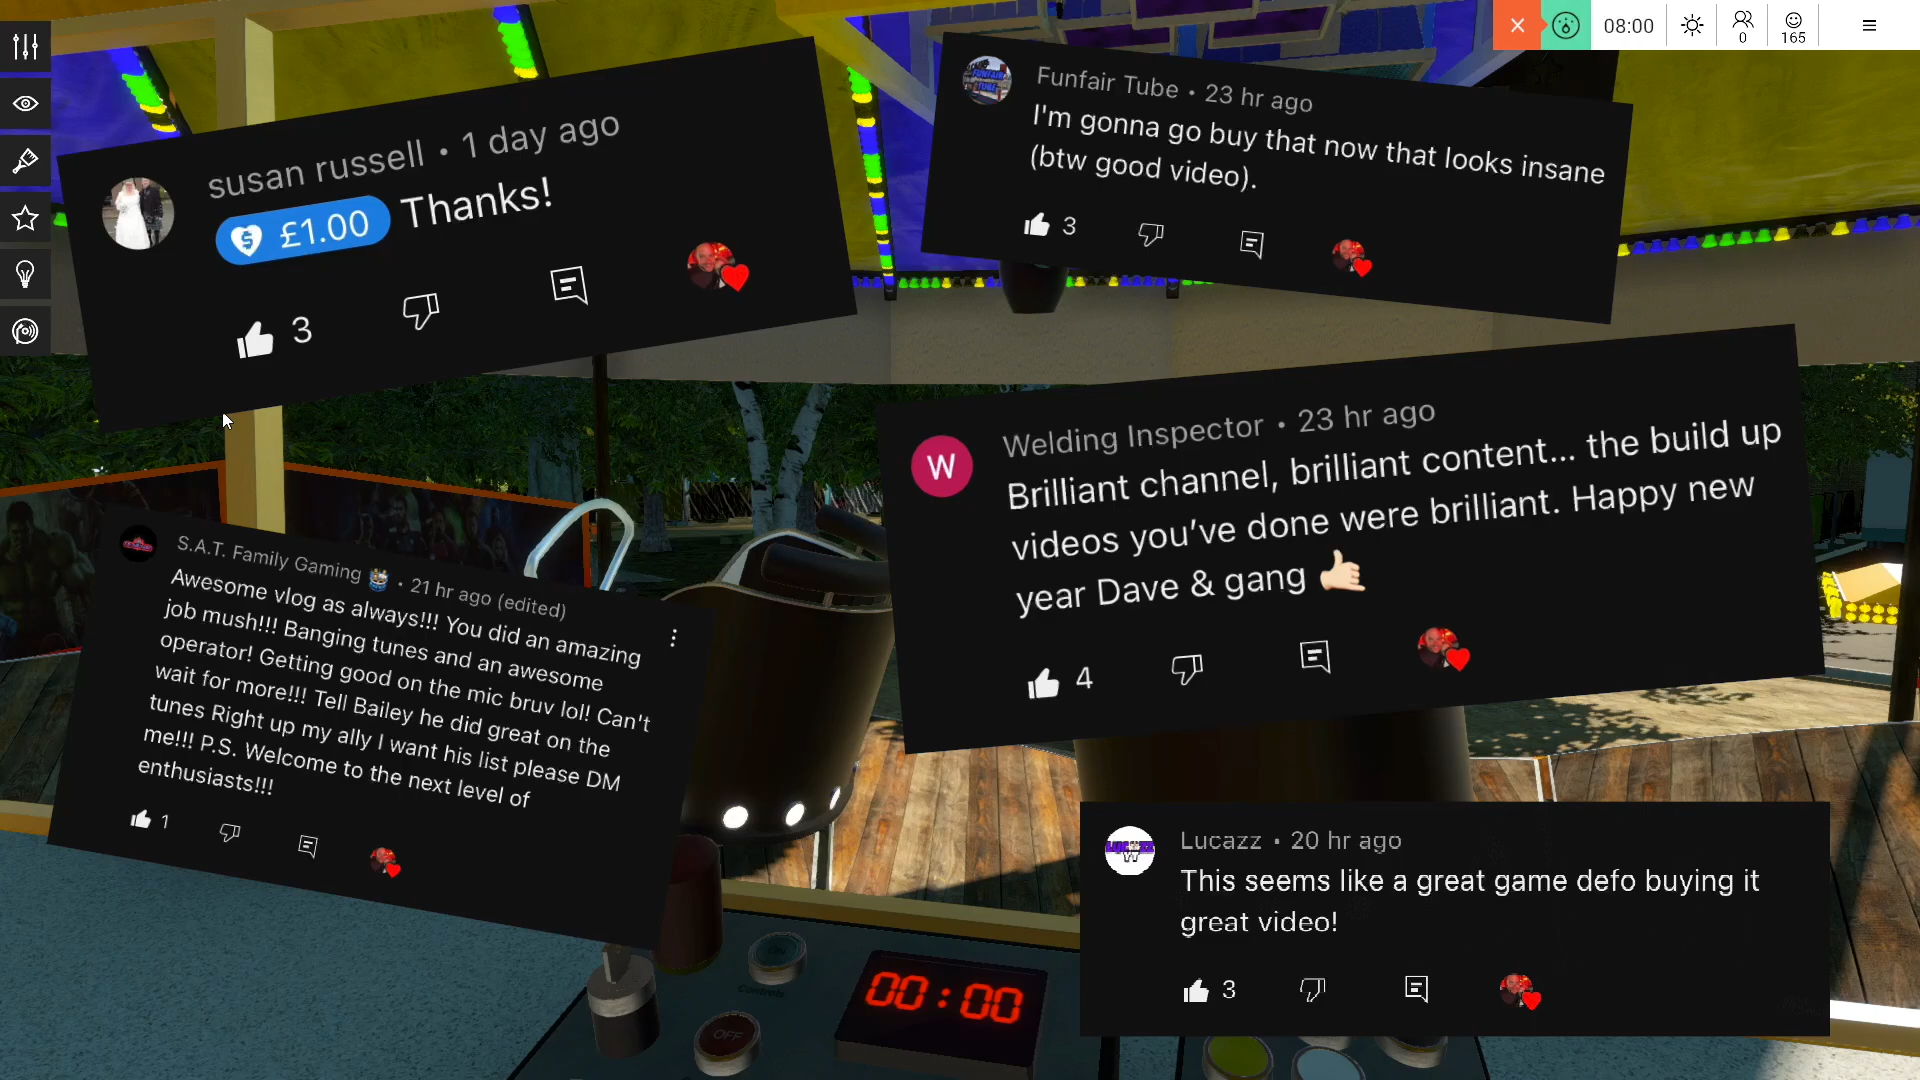 08:00
0
165
susan russell • 1 day ago
£1.00 Thanks!
3
FUNFAIR
TUBE
Funfair Tube • 23 hr ago
I'm gonna go buy that now that looks insane
(btw good video).
3
W
Welding Inspector • 23 hr ago
Brilliant channel, brilliant content... the build up
videos you've done were brilliant. Happy new
year Dave & gang 🤙🏻
4
S.A.T. Family Gaming • 21 hr ago (edited)
Awesome vlog as always!!! You did an amazing
job mush!!! Banging tunes and an awesome
operator! Getting good on the mic bruv lol! Can't
wait for more!!! Tell Bailey he did great on the
tunes Right up my ally I want his list please DM
me!!! P.S. Welcome to the next level of
enthusiasts!!!
1
LUCAZZ
Lucazz • 20 hr ago
This seems like a great game defo buying it
great video!
3
ON
Controls
OFF
00:00